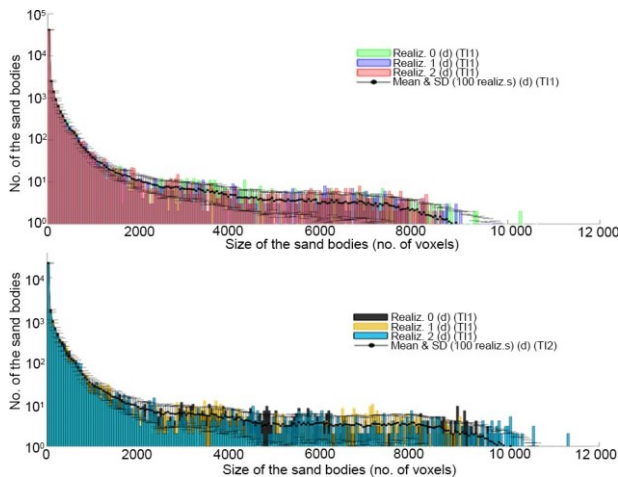 10⁵
10⁴
10³
10²
10¹
10⁰
No. of the sand bodies
Realiz. 0 (d) (TI1)
Realiz. 1 (d) (TI1)
Realiz. 2 (d) (TI1)
Mean & SD (100 realiz.s) (d) (TI1)
2000 4000 6000 8000 10 000 12 000
Size of the sand bodies (no. of voxels)
10⁴
10³
10²
10¹
10⁰
No. of the sand bodies
Realiz. 0 (d) (TI1)
Realiz. 1 (d) (TI1)
Realiz. 2 (d) (TI1)
Mean & SD (100 realiz.s) (d) (TI2)
0 2000 4000 6000 8000 10 000 12 000
Size of the sand bodies (no. of voxels)